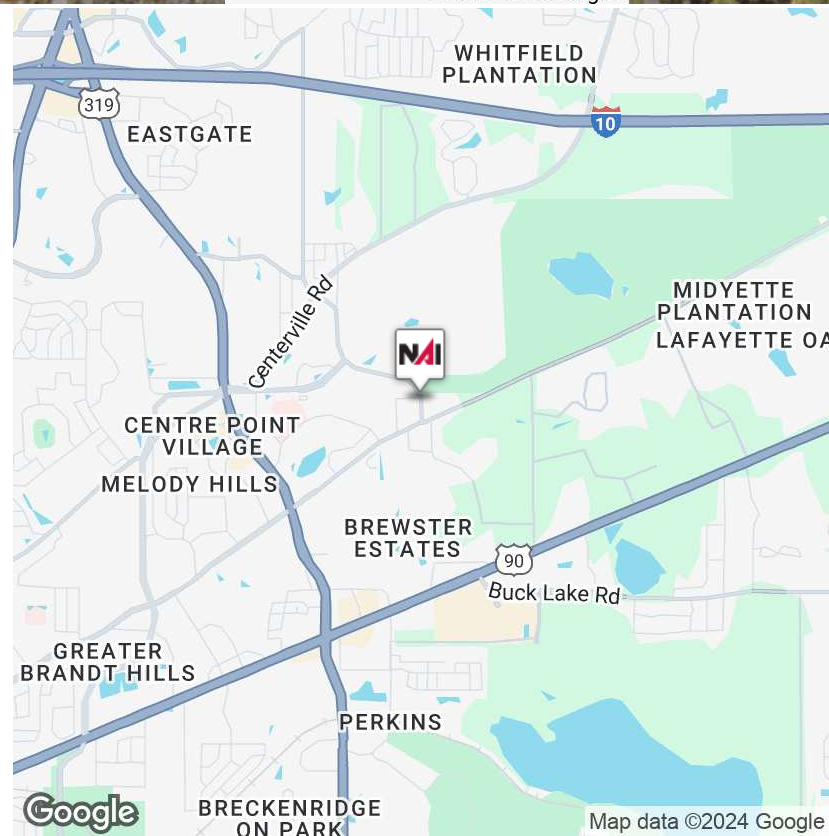 WHITFIELD
PLANTATION
319
10
EASTGATE
MIDYETTE
PLANTATION
Centerville Rd
LAFAYETTE OA
NAI
CENTRE POINT
VILLAGE
MELODY HILLS
BREWSTER
ESTATES
90
Buck Lake Rd
GREATER
BRANDT HILLS
PERKINS
BRECKENRIDGE
ON PARK
Google
Map data ©2024 Google